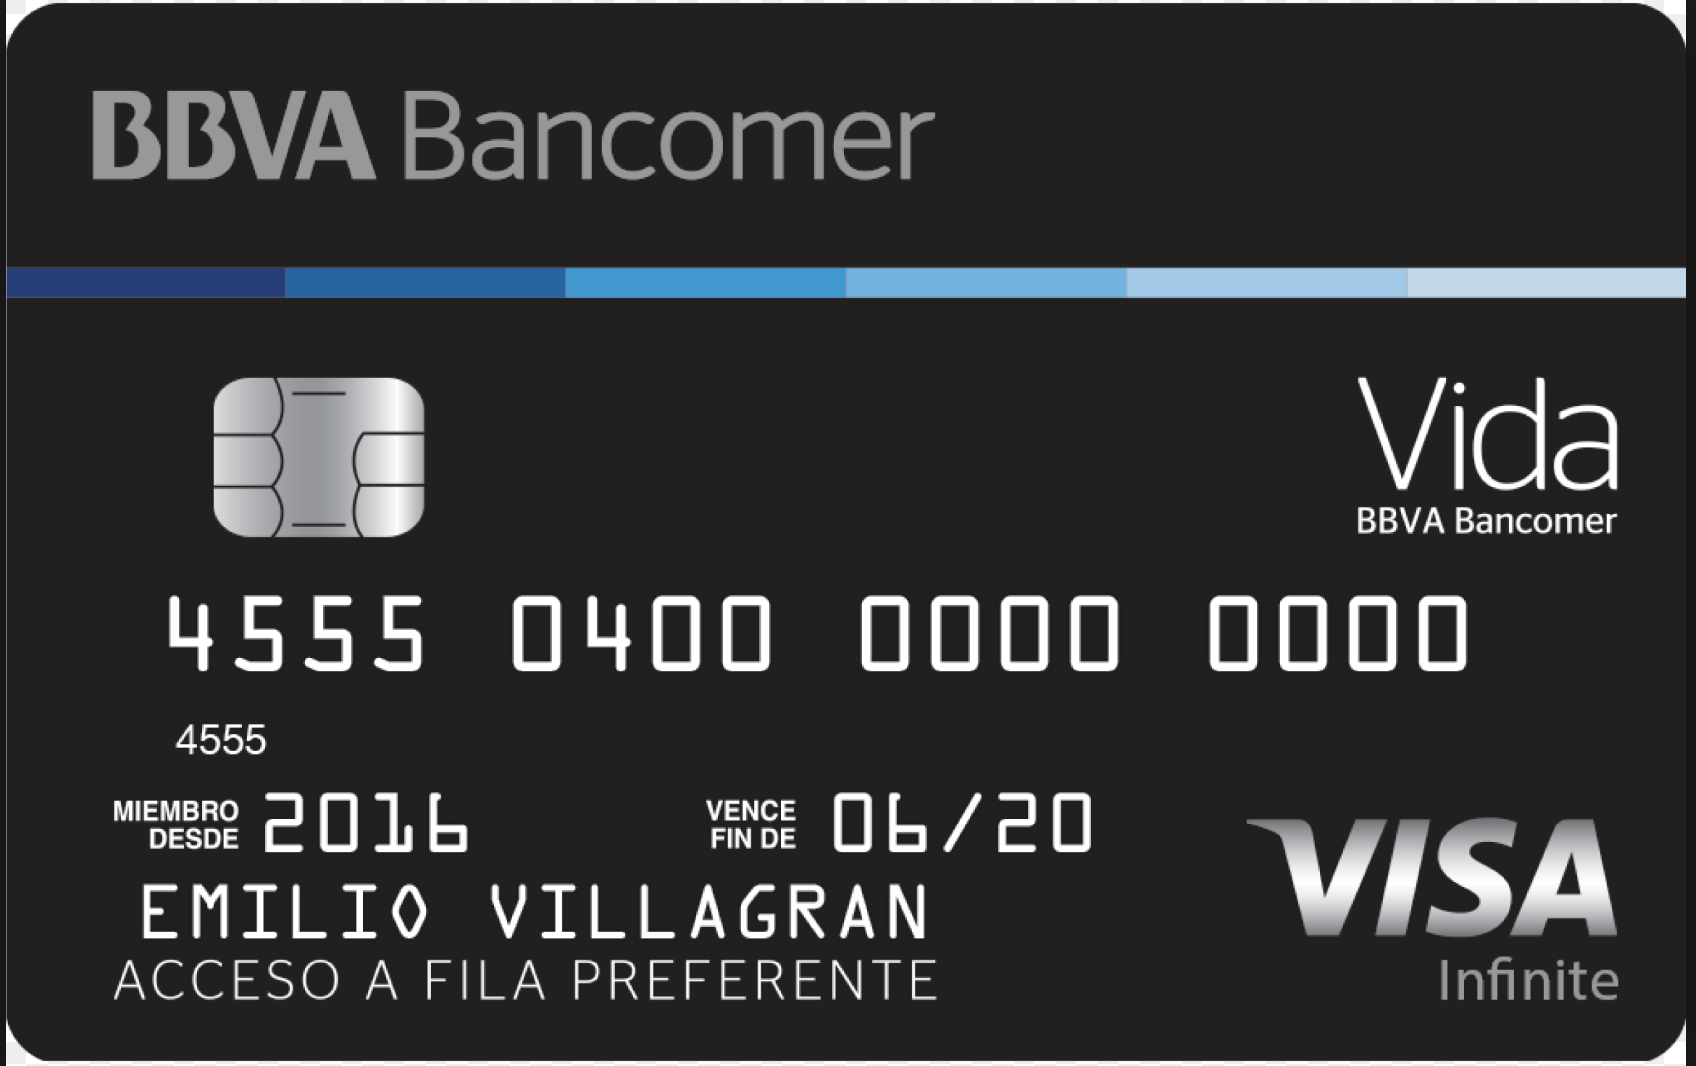 BBVA Bancomer
Vida
BBVA Bancomer
4555 0400 0000 0000
4555
MIEMBRO DESDE 2016 VENCE FIN DE 06/20
EMILIO VILLAGRAN
ACCESO A FILA PREFERENTE
VISA
Infinite